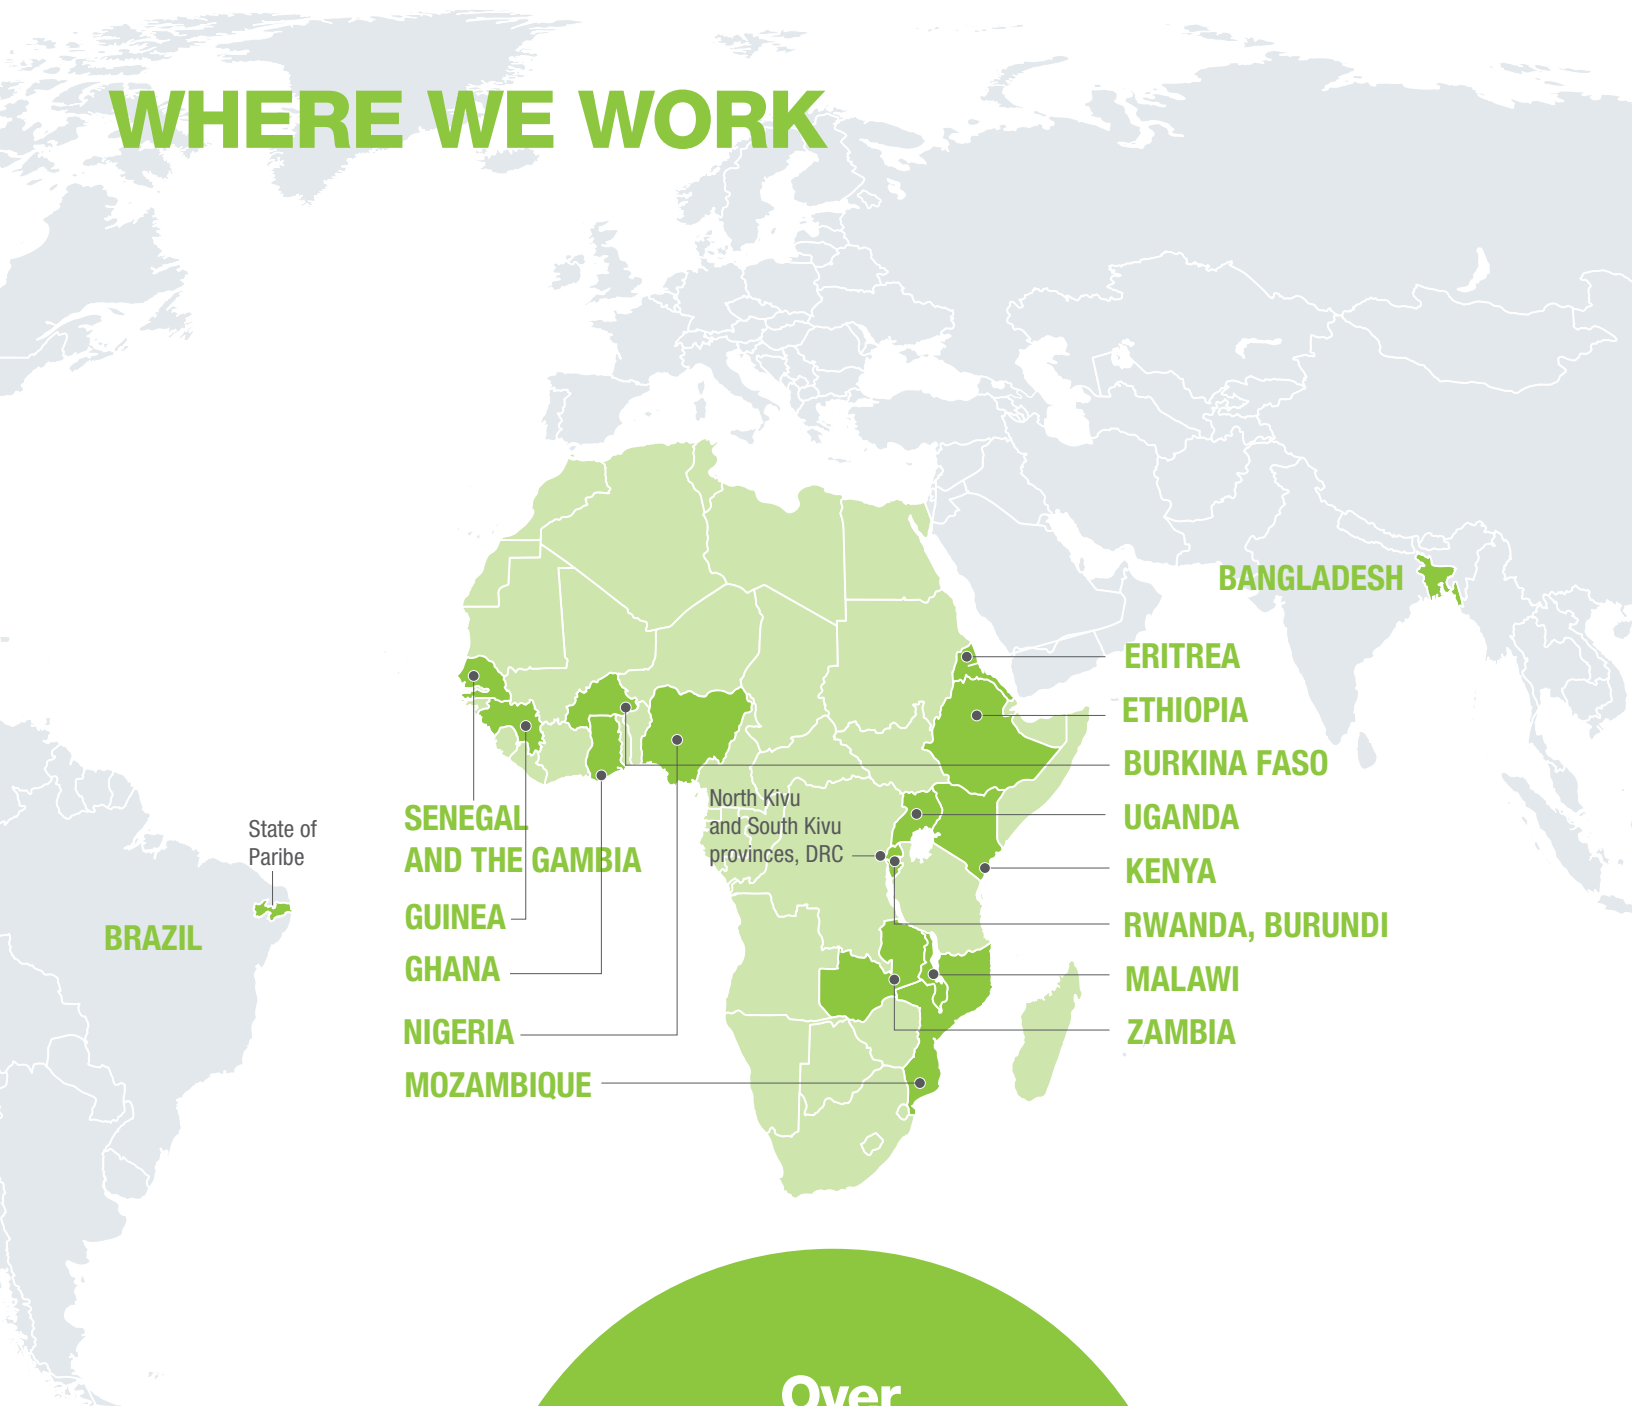 WHERE WE WORK
BANGLADESH
ERITREA
ETHIOPIA
BURKINA FASO
UGANDA
KENYA
RWANDA, BURUNDI
MALAWI
ZAMBIA
North Kivu
and South Kivu
provinces, DRC
SENEGAL
AND THE GAMBIA
GUINEA
GHANA
NIGERIA
MOZAMBIQUE
State of
Paribe
BRAZIL
Over